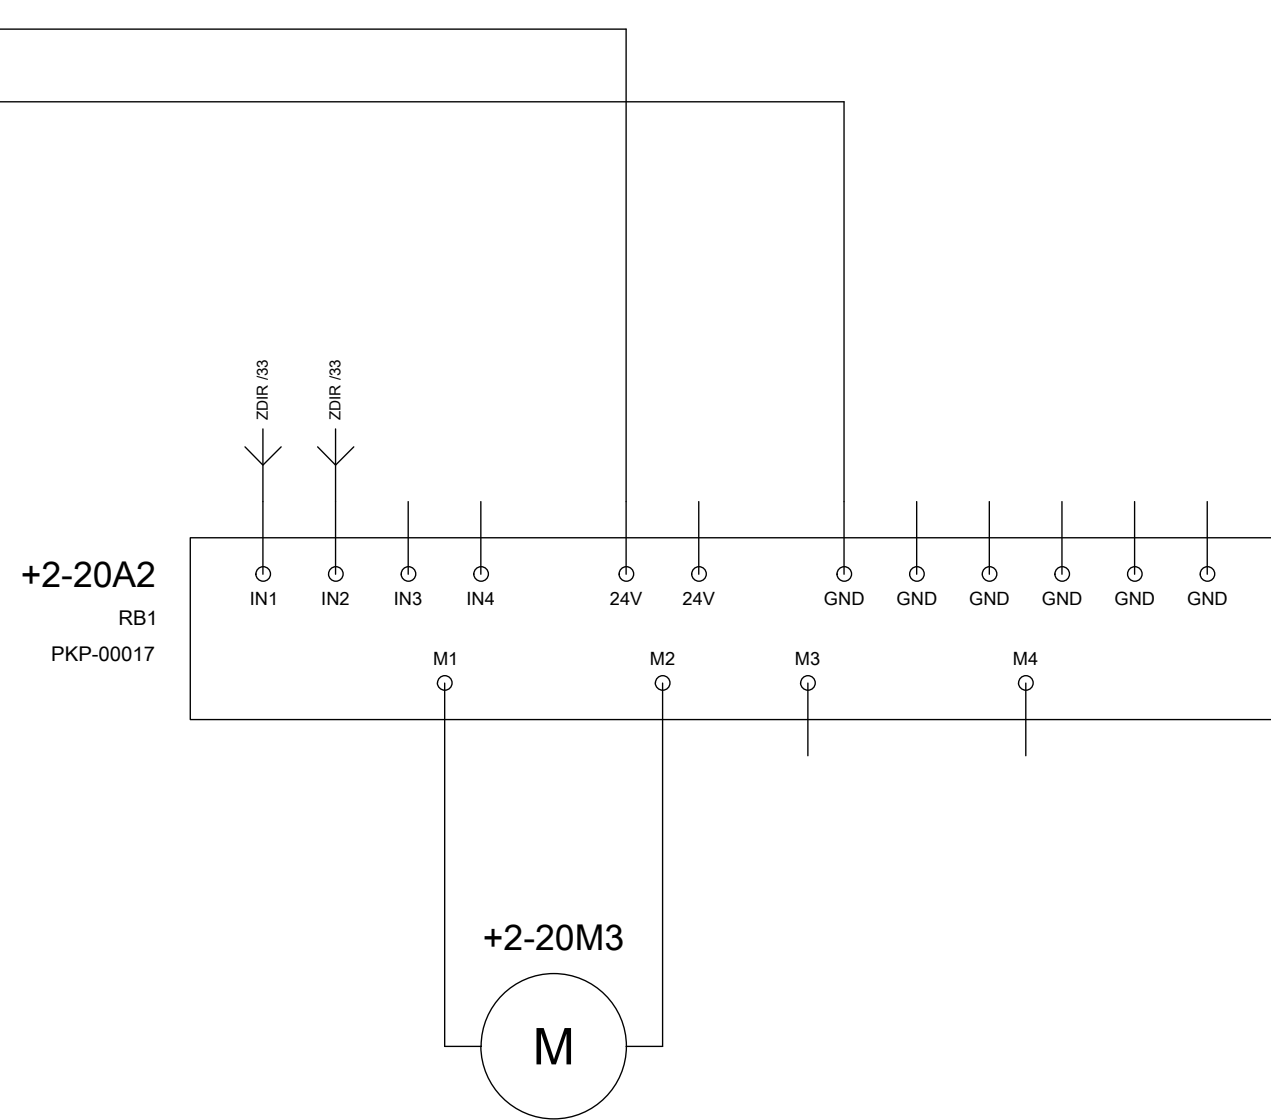 ZDIR /33
ZDIR /33
+2-20A2
RB1
PKP-00017
IN1 IN2 IN3 IN4 24V 24V GND GND GND GND GND GND
M1 M2 M3 M4
+2-20M3
M